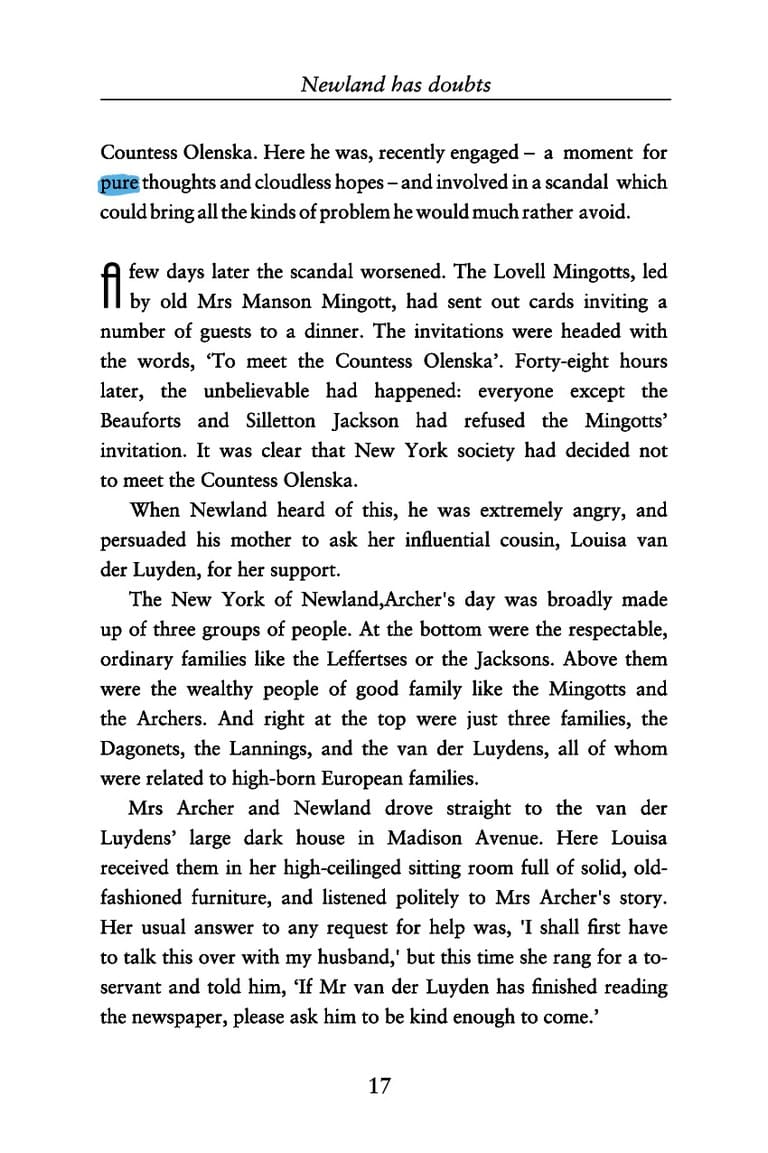 Newland has doubts
Countess Olenska. Here he was, recently engaged – a moment for
pure thoughts and cloudless hopes – and involved in a scandal which
could bring all the kinds of problem he would much rather avoid.
A few days later the scandal worsened. The Lovell Mingotts, led
by old Mrs Manson Mingott, had sent out cards inviting a
number of guests to a dinner. The invitations were headed with
the words, ‘To meet the Countess Olenska’. Forty-eight hours
later, the unbelievable had happened: everyone except the
Beauforts and Silletton Jackson had refused the Mingotts’
invitation. It was clear that New York society had decided not
to meet the Countess Olenska.
When Newland heard of this, he was extremely angry, and
persuaded his mother to ask her influential cousin, Louisa van
der Luyden, for her support.
The New York of Newland,Archer's day was broadly made
up of three groups of people. At the bottom were the respectable,
ordinary families like the Leffertses or the Jacksons. Above them
were the wealthy people of good family like the Mingotts and
the Archers. And right at the top were just three families, the
Dagonets, the Lannings, and the van der Luydens, all of whom
were related to high-born European families.
Mrs Archer and Newland drove straight to the van der
Luydens’ large dark house in Madison Avenue. Here Louisa
received them in her high-ceilinged sitting room full of solid, old-
fashioned furniture, and listened politely to Mrs Archer's story.
Her usual answer to any request for help was, 'I shall first have
to talk this over with my husband,' but this time she rang for a to-
servant and told him, ‘If Mr van der Luyden has finished reading
the newspaper, please ask him to be kind enough to come.’
17